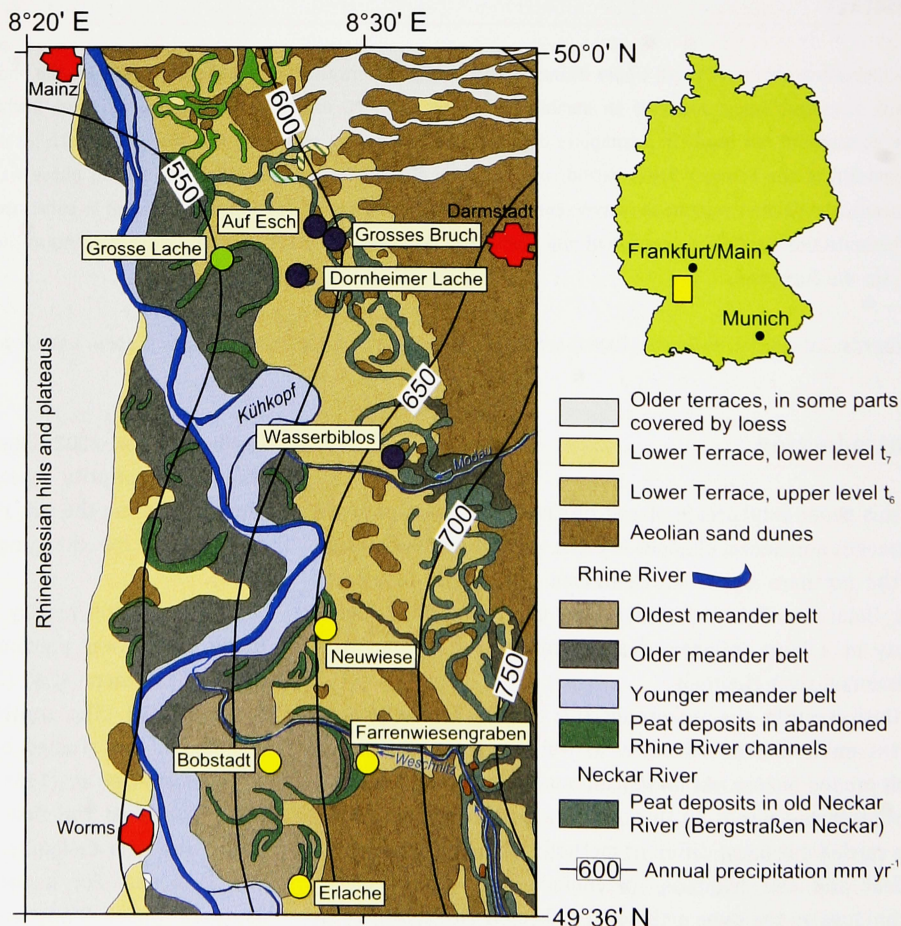 8°20' E
8°30' E
50°0' N
Mainz
600
550
Darmstadt
Auf Esch
Grosses Bruch
Grosse Lache
Dornheimer Lache
Kühkopf
650
Wasserbiblos
Modau
700
Rhinehessian hills and plateaus
Neuwiese
750
Farrenwiesengraben
Bobstadt
Weschnitz
Worms
Erlache
49°36' N
Frankfurt/Main
Munich
Older terraces, in some parts
covered by loess
Lower Terrace, lower level t₇
Lower Terrace, upper level t₆
Aeolian sand dunes
Rhine River
Oldest meander belt
Older meander belt
Younger meander belt
Peat deposits in abandoned
Rhine River channels
Neckar River
Peat deposits in old Neckar
River (Bergstraßen Neckar)
600 Annual precipitation mm yr⁻¹